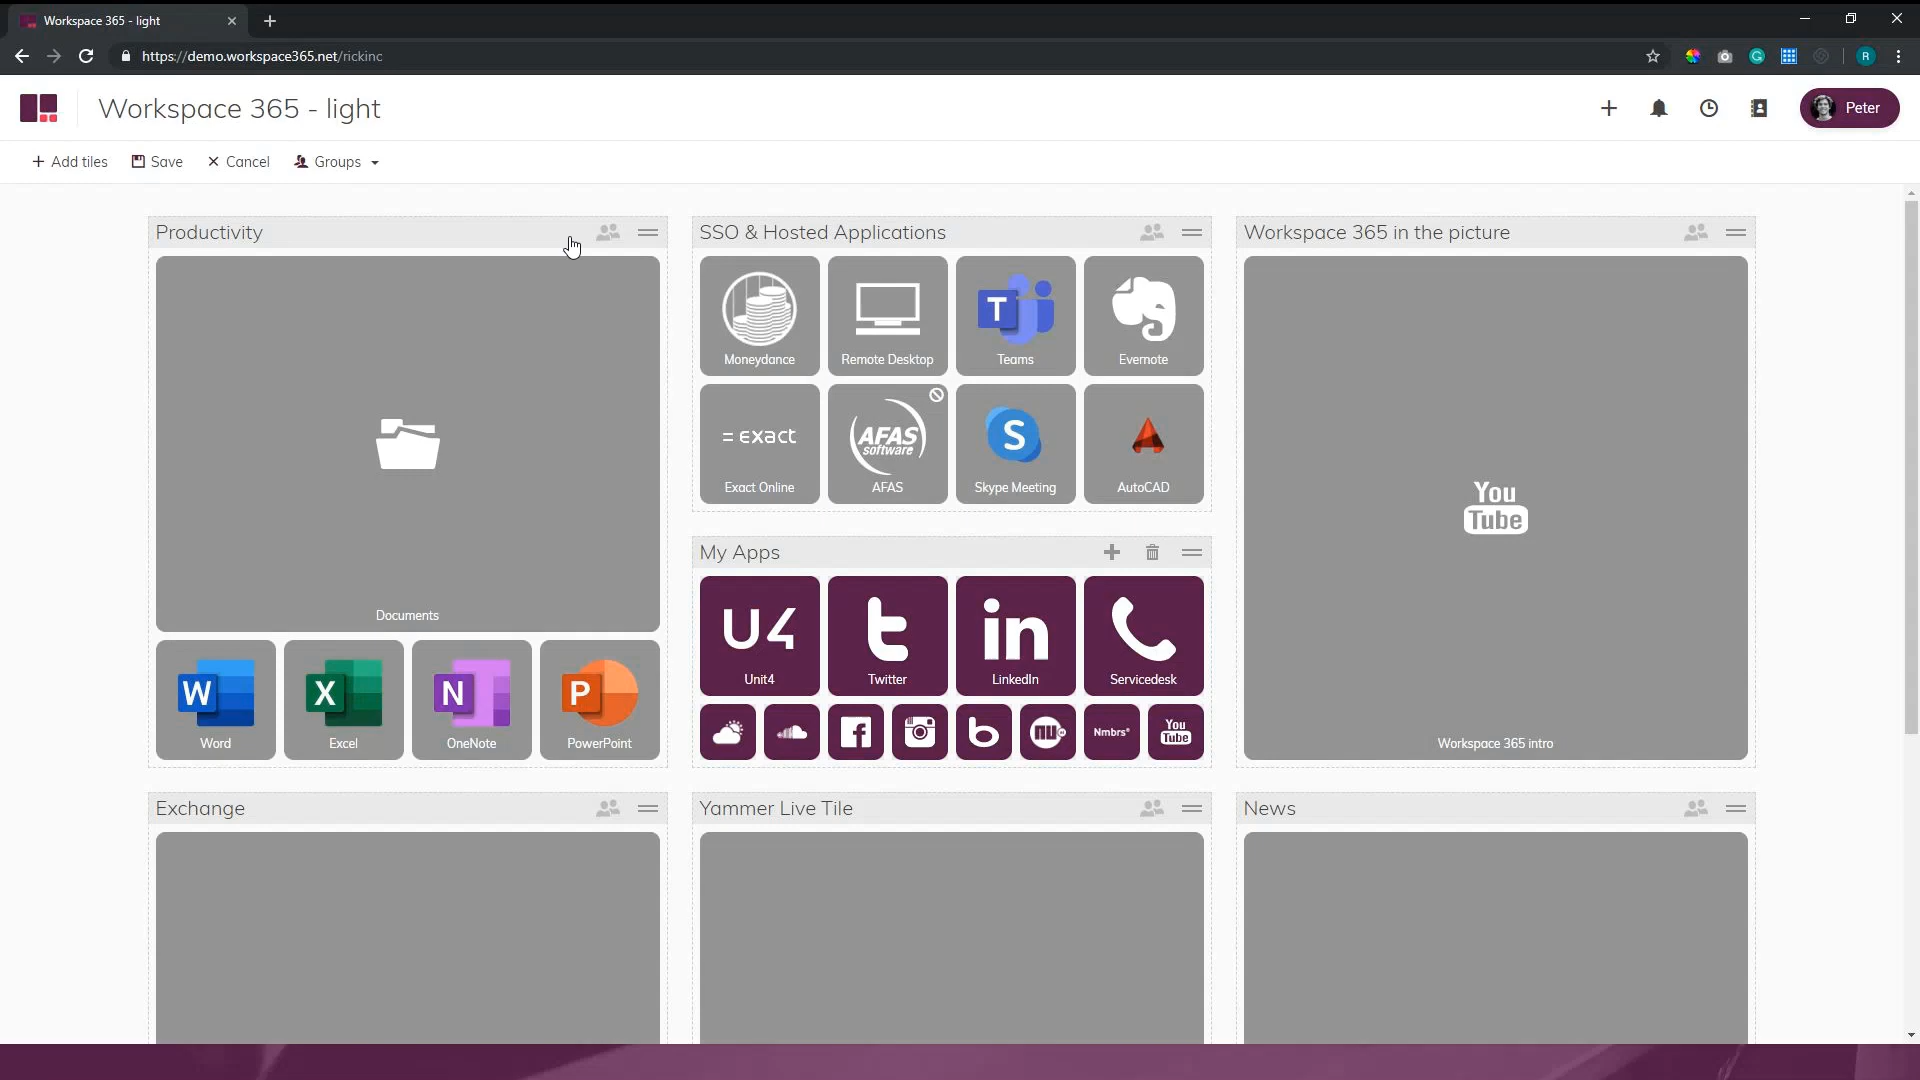 Workspace 365 - light
https://demo.workspace365.net/rickinc
R
Workspace 365 - light
Peter
Add tiles
Save
Cancel
Groups
Productivity
Documents
W
Word
X
Excel
N
OneNote
P
PowerPoint
SSO & Hosted Applications
Moneydance
Remote Desktop
T
Teams
Evernote
= exact
Exact Online
AFAS
software
AFAS
S
Skype Meeting
AutoCAD
My Apps
U4
Unit4
t
Twitter
in
LinkedIn
Servicedesk
f
b
Nmbrs®
You
Tube
Workspace 365 in the picture
You
Tube
Workspace 365 intro
Exchange
Yammer Live Tile
News